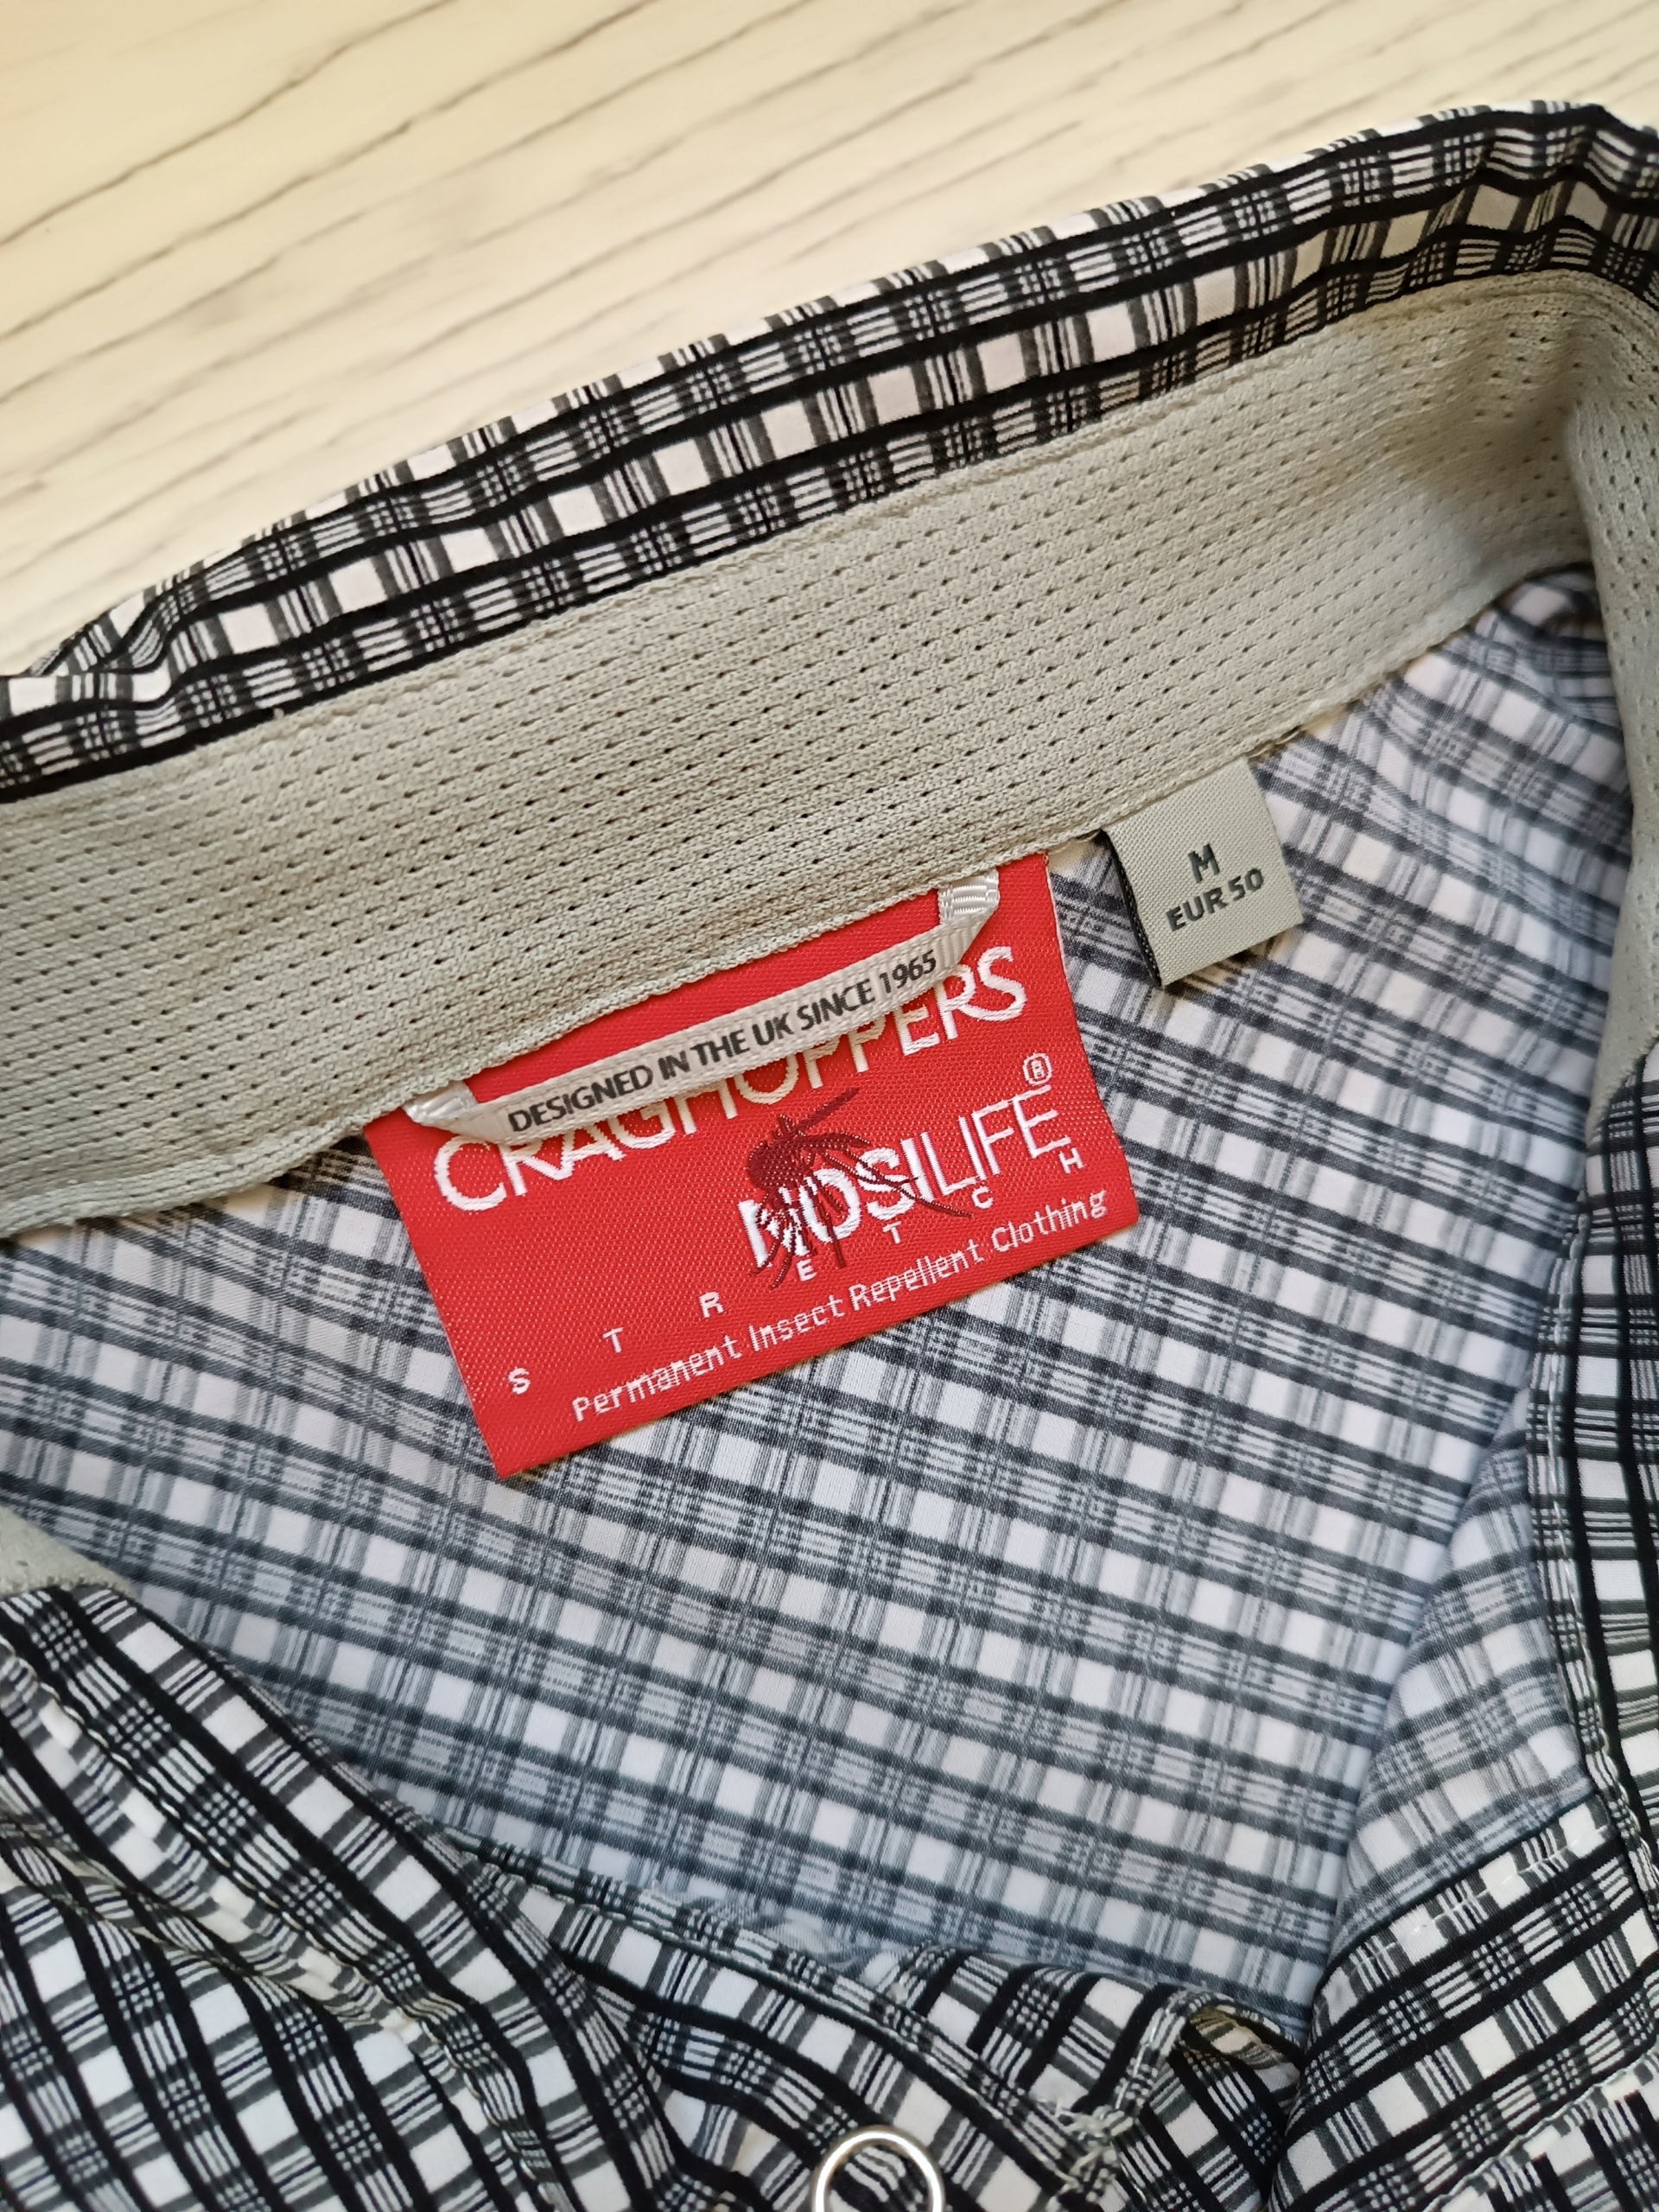 DESIGNED IN THE UK SINCE 1965
CRAGHOPPERS
NOSILIFE®
STRETCH
Permanent Insect Repellent Clothing
M
EUR 50